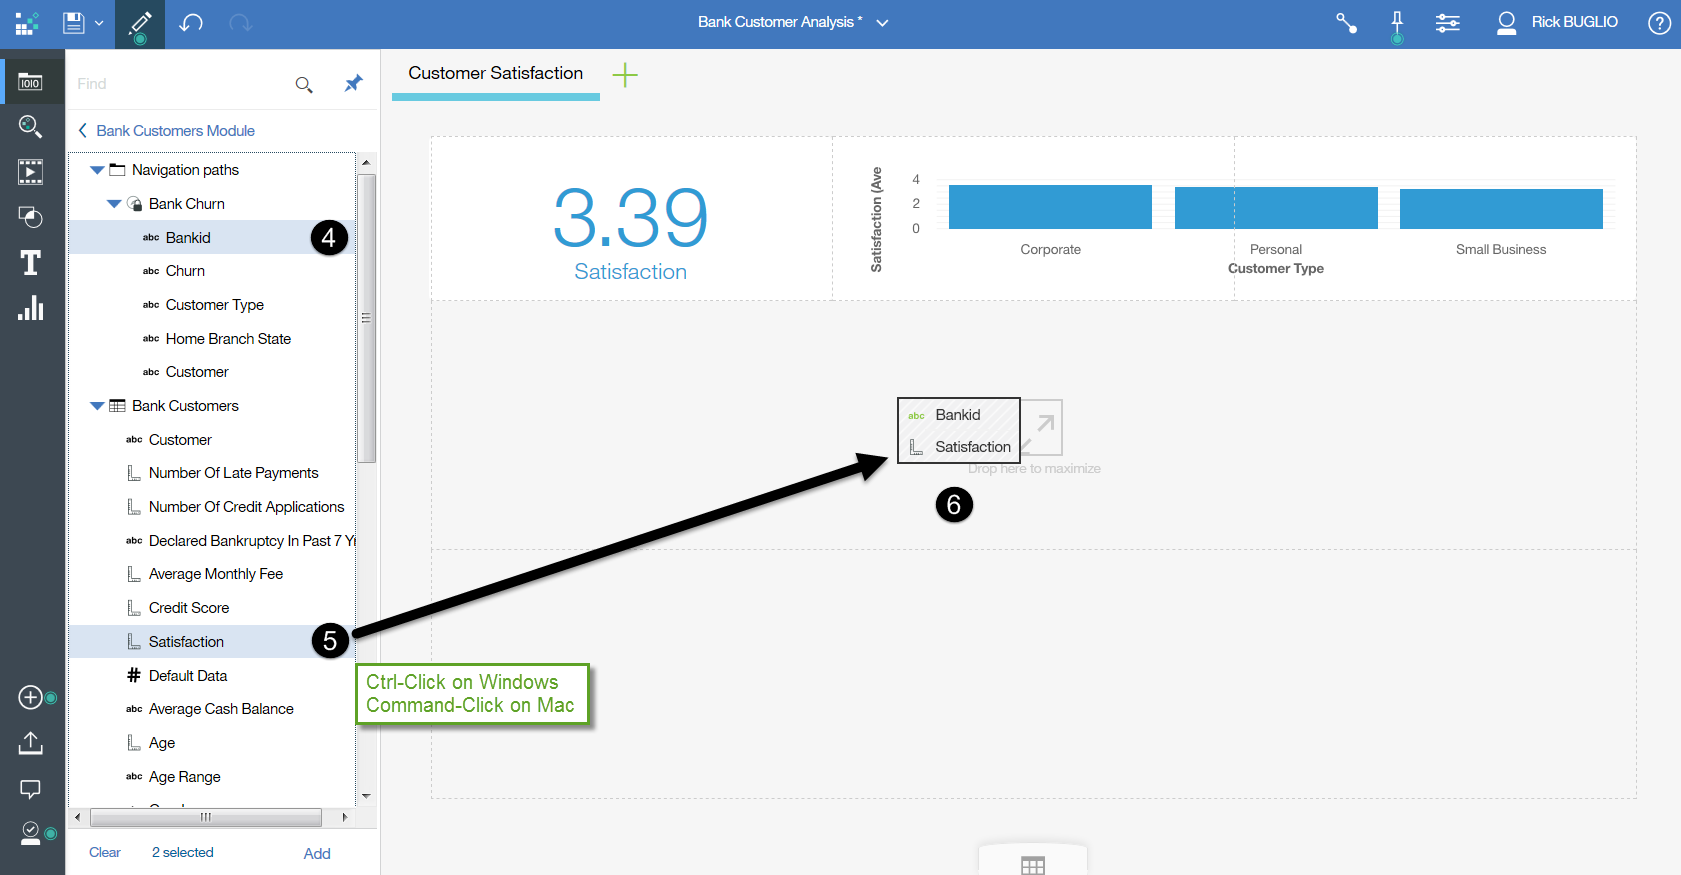 Bank Customer Analysis *
Rick BUGLIO
?
Find
Bank Customers Module
Navigation paths
Bank Churn
abc Bankid
4
abc Churn
abc Customer Type
abc Home Branch State
abc Customer
Bank Customers
abc Customer
Number Of Late Payments
Number Of Credit Applications
abc Declared Bankruptcy In Past 7 Y
Average Monthly Fee
Credit Score
Satisfaction
5
# Default Data
abc Average Cash Balance
Age
abc Age Range
Clear
2 selected
Add
Ctrl-Click on Windows
Command-Click on Mac
Customer Satisfaction
3.39
Satisfaction
Satisfaction (Ave
4
2
0
Corporate
Personal
Small Business
Customer Type
abc Bankid
Satisfaction
Drop here to maximize
6
IOIO
T